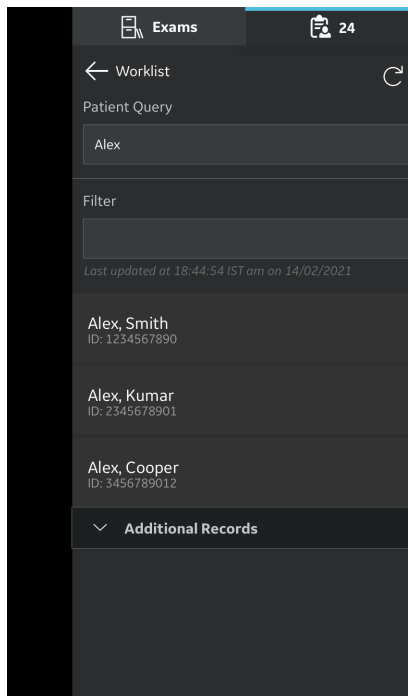 Exams
24
Worklist
Patient Query
Alex
Filter
Last updated at 18:44:54 IST am on 14/02/2021
Alex, Smith
ID: 1234567890
Alex, Kumar
ID: 2345678901
Alex, Cooper
ID: 3456789012
Additional Records